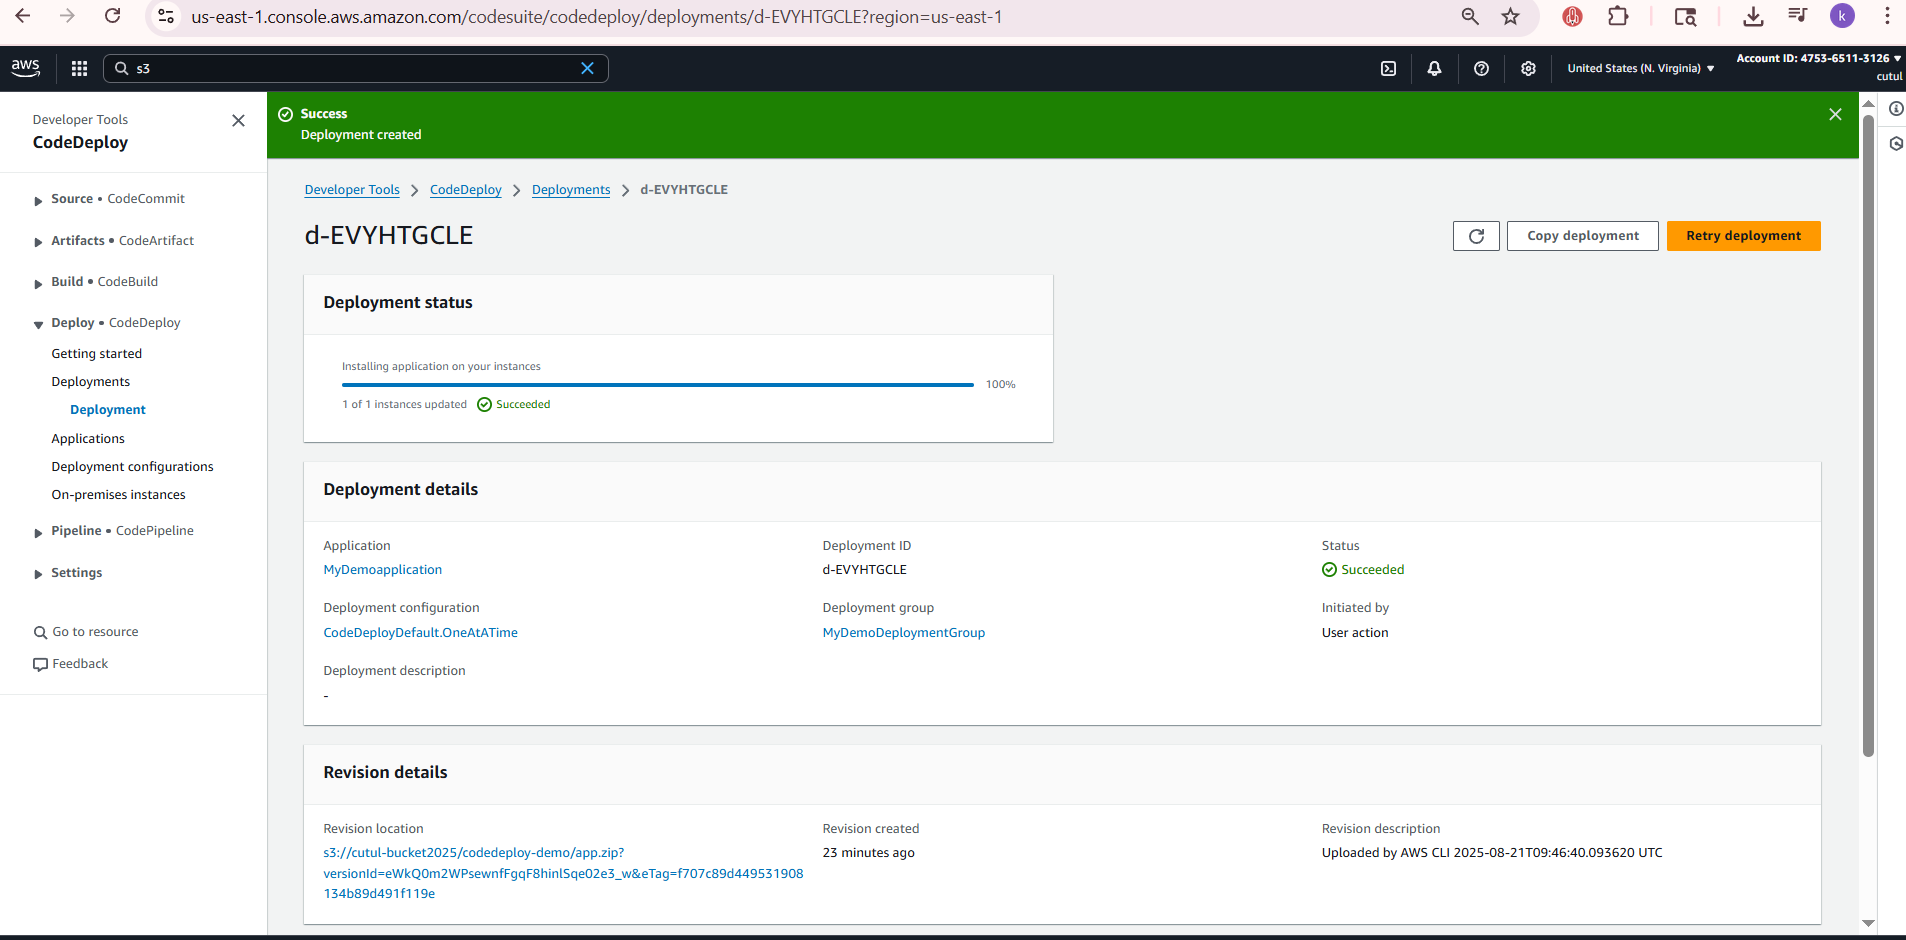 us-east-1.console.aws.amazon.com/codesuite/codedeploy/deployments/d-EVYHTGCLE?region=us-east-1
k
aws
s3
United States (N. Virginia)
Account ID: 4753-6511-3126
cutul
Developer Tools
CodeDeploy
Source • CodeCommit
Artifacts • CodeArtifact
Build • CodeBuild
Deploy • CodeDeploy
Getting started
Deployments
Deployment
Applications
Deployment configurations
On-premises instances
Pipeline • CodePipeline
Settings
Go to resource
Feedback
Success
Deployment created
Developer Tools > CodeDeploy > Deployments > d-EVYHTGCLE
d-EVYHTGCLE
Copy deployment
Retry deployment
Deployment status
Installing application on your instances
100%
1 of 1 instances updated Succeeded
Deployment details
Application
MyDemoapplication
Deployment ID
d-EVYHTGCLE
Status
Succeeded
Deployment configuration
CodeDeployDefault.OneAtATime
Deployment group
MyDemoDeploymentGroup
Initiated by
User action
Deployment description
-
Revision details
Revision location
s3://cutul-bucket2025/codedeploy-demo/app.zip?
versionId=eWkQ0m2WPsewnfFgqF8hinlSqe02e3_w&eTag=f707c89d449531908
134b89d491f119e
Revision created
23 minutes ago
Revision description
Uploaded by AWS CLI 2025-08-21T09:46:40.093620 UTC